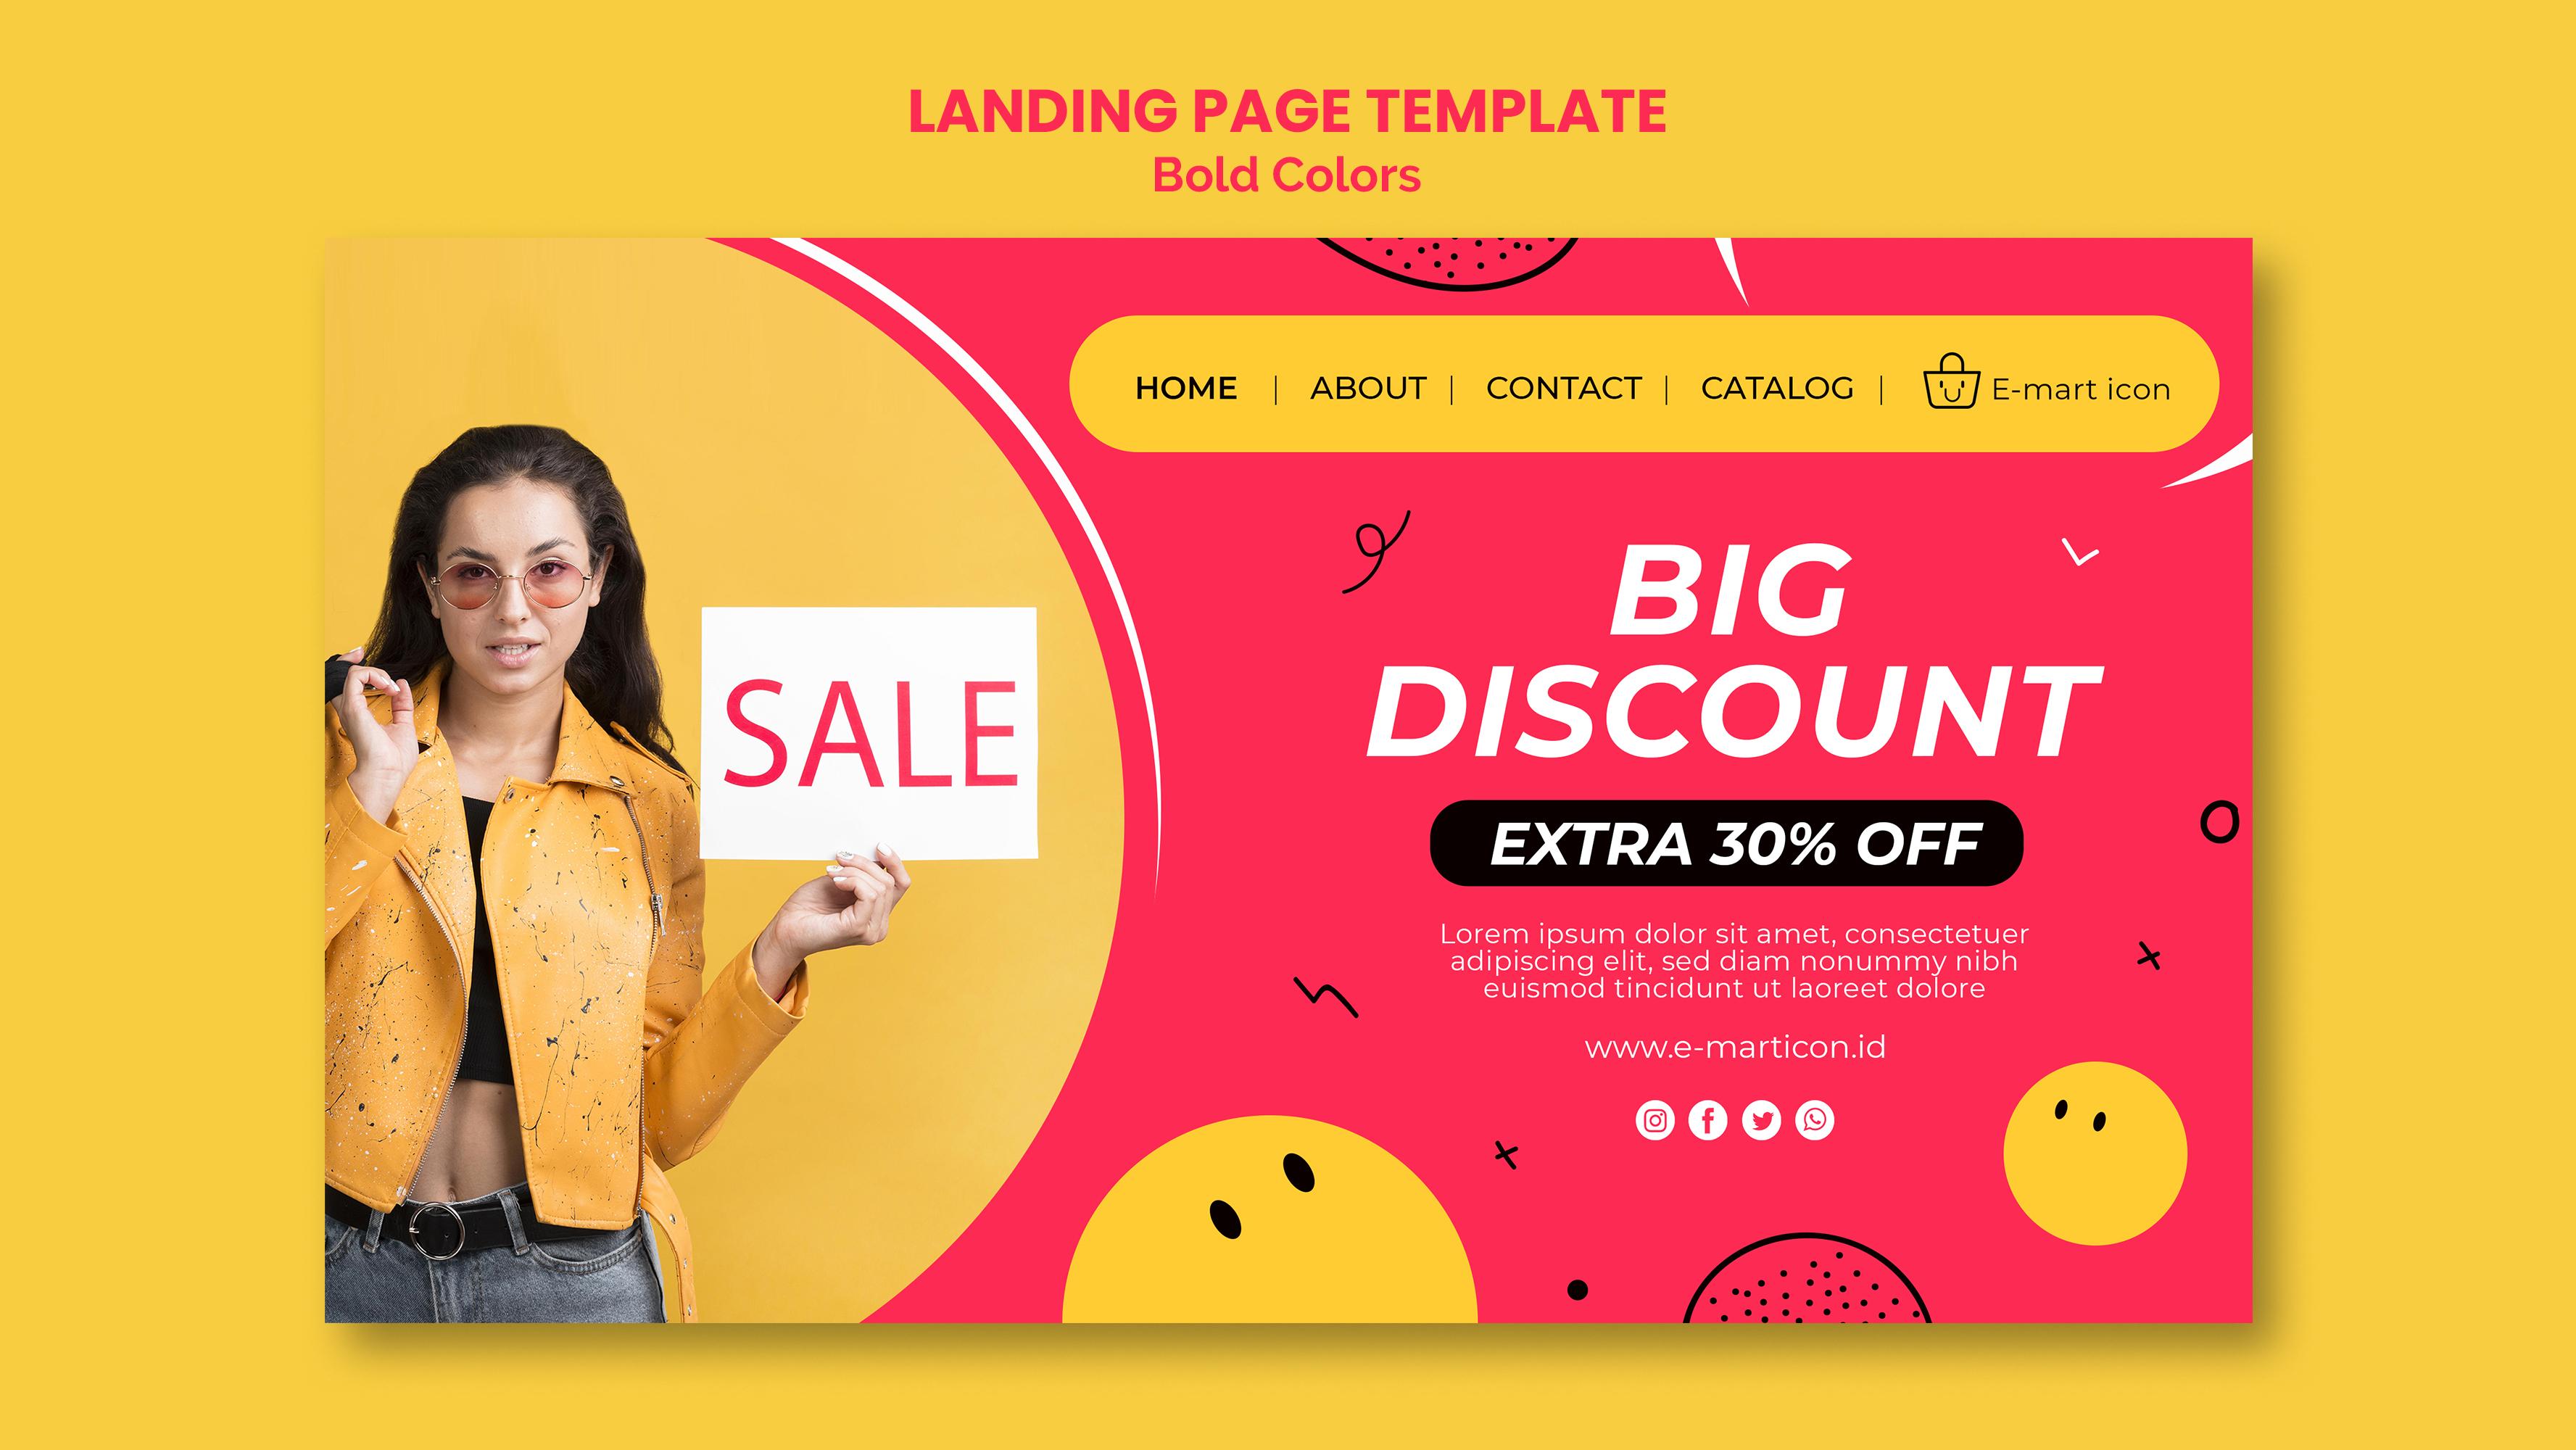 LANDING PAGE TEMPLATE
Bold Colors
HOME | ABOUT | CONTACT | CATALOG | E-mart icon
SALE
BIG
DISCOUNT
EXTRA 30% OFF
Lorem ipsum dolor sit amet, consectetuer
adipiscing elit, sed diam nonummy nibh
euismod tincidunt ut laoreet dolore
www.e-marticon.id